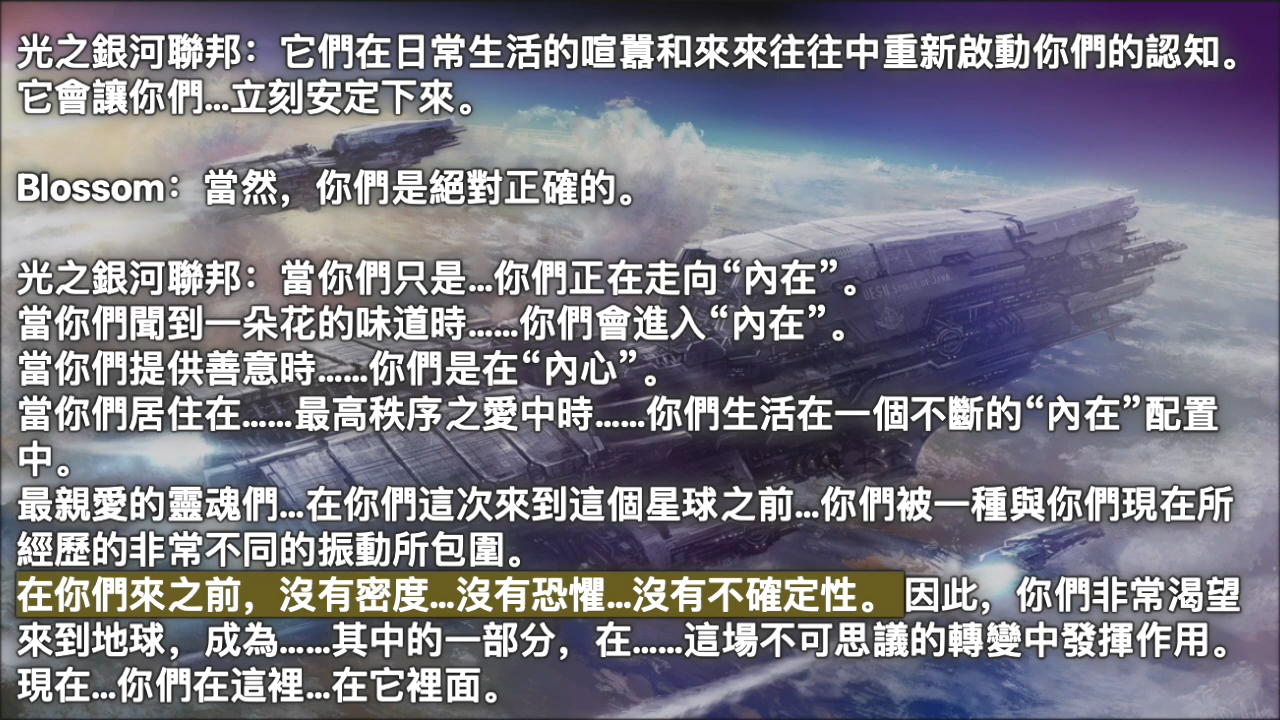 光之銀河聯邦：它們在日常生活的喧囂和來來往往中重新啟動你們的認知。
它會讓你們…立刻安定下來。
Blossom：當然，你們是絕對正確的。
光之銀河聯邦：當你們只是…你們正在走向“內在”。
當你們聞到一朵花的味道時……你們會進入“內在”。
當你們提供善意時……你們是在“內心”。
當你們居住在……最高秩序之愛中時……你們生活在一個不斷的“內在”配置
中。
最親愛的靈魂們…在你們這次來到這個星球之前…你們被一種與你們現在所
經歷的非常不同的振動所包圍。
在你們來之前，沒有密度…沒有恐懼…沒有不確定性。因此，你們非常渴望
來到地球，成為……其中的一部分，在……這場不可思議的轉變中發揮作用。
現在…你們在這裡…在它裡面。
UESN SPIRIT OF JAVA